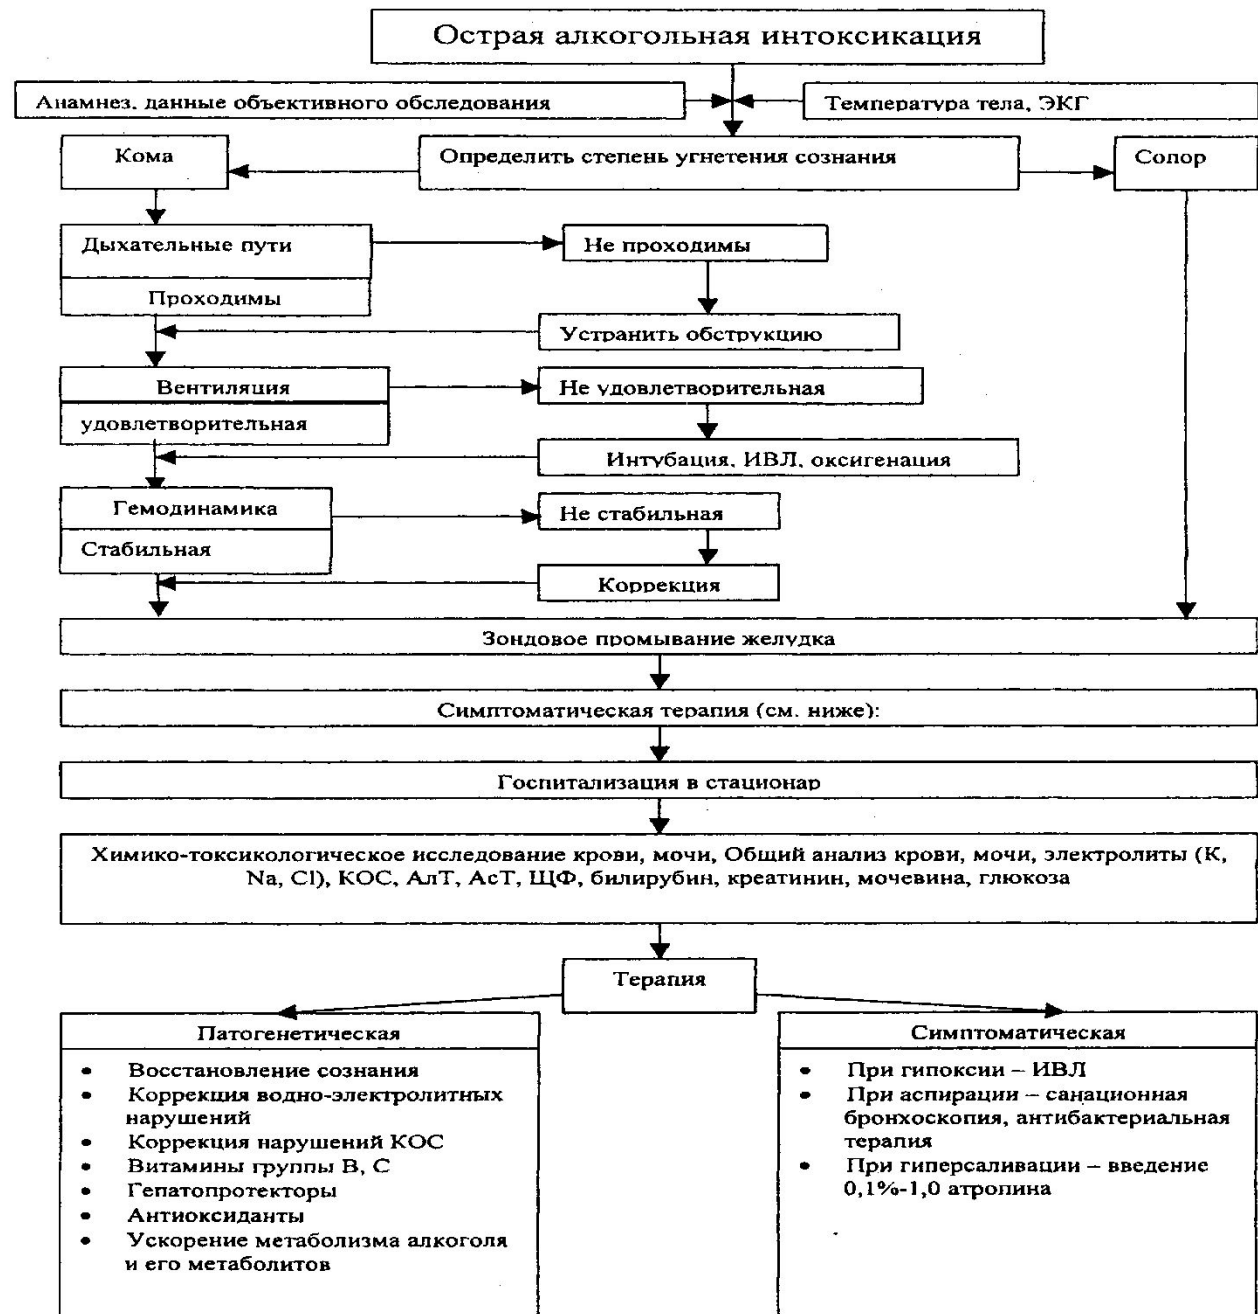 Острая алкогольная интоксикация
Анамнез, данные объективного обследования
Температура тела, ЭКГ
Кома
Определить степень угнетения сознания
Сопор
Дыхательные пути
Не проходимы
Проходимы
Устранить обструкцию
Вентиляция
Не удовлетворительная
удовлетворительная
Интубация, ИВЛ, оксигенация
Гемодинамика
Не стабильная
Стабильная
Коррекция
Зондовое промывание желудка
Симптоматическая терапия (см. ниже):
Госпитализация в стационар
Химико-токсикологическое исследование крови, мочи, Общий анализ крови, мочи, электролиты (К,
Na, Cl), КОС, АлТ, АсТ, ЩФ, билирубин, креатинин, мочевина, глюкоза
Терапия
Патогенетическая
• Восстановление сознания
• Коррекция водно-электролитных
нарушений
• Коррекция нарушений КОС
• Витамины группы В, С
• Гепатопротекторы
• Антиоксиданты
• Ускорение метаболизма алкоголя
и его метаболитов
Симптоматическая
• При гипоксии – ИВЛ
• При аспирации – санационная
бронхоскопия, антибактериальная
терапия
• При гиперсаливации – введение
0,1%-1,0 атропина